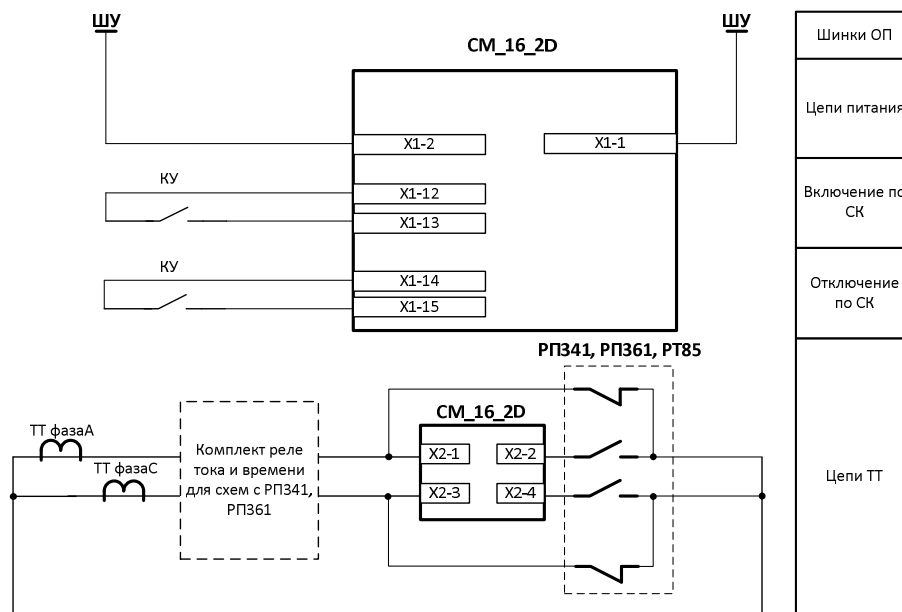 ШУ
ШУ
Шинки ОП
CM_16_2D
Цепи питания
X1-2
X1-1
КУ
X1-12
X1-13
Включение по
СК
КУ
X1-14
X1-15
Отключение
по СК
РП341, РП361, РТ85
CM_16_2D
ТТ фазаА
ТТ фазаС
Комплект реле
тока и времени
для схем с РП341,
РП361
X2-1
X2-2
X2-3
X2-4
Цепи ТТ